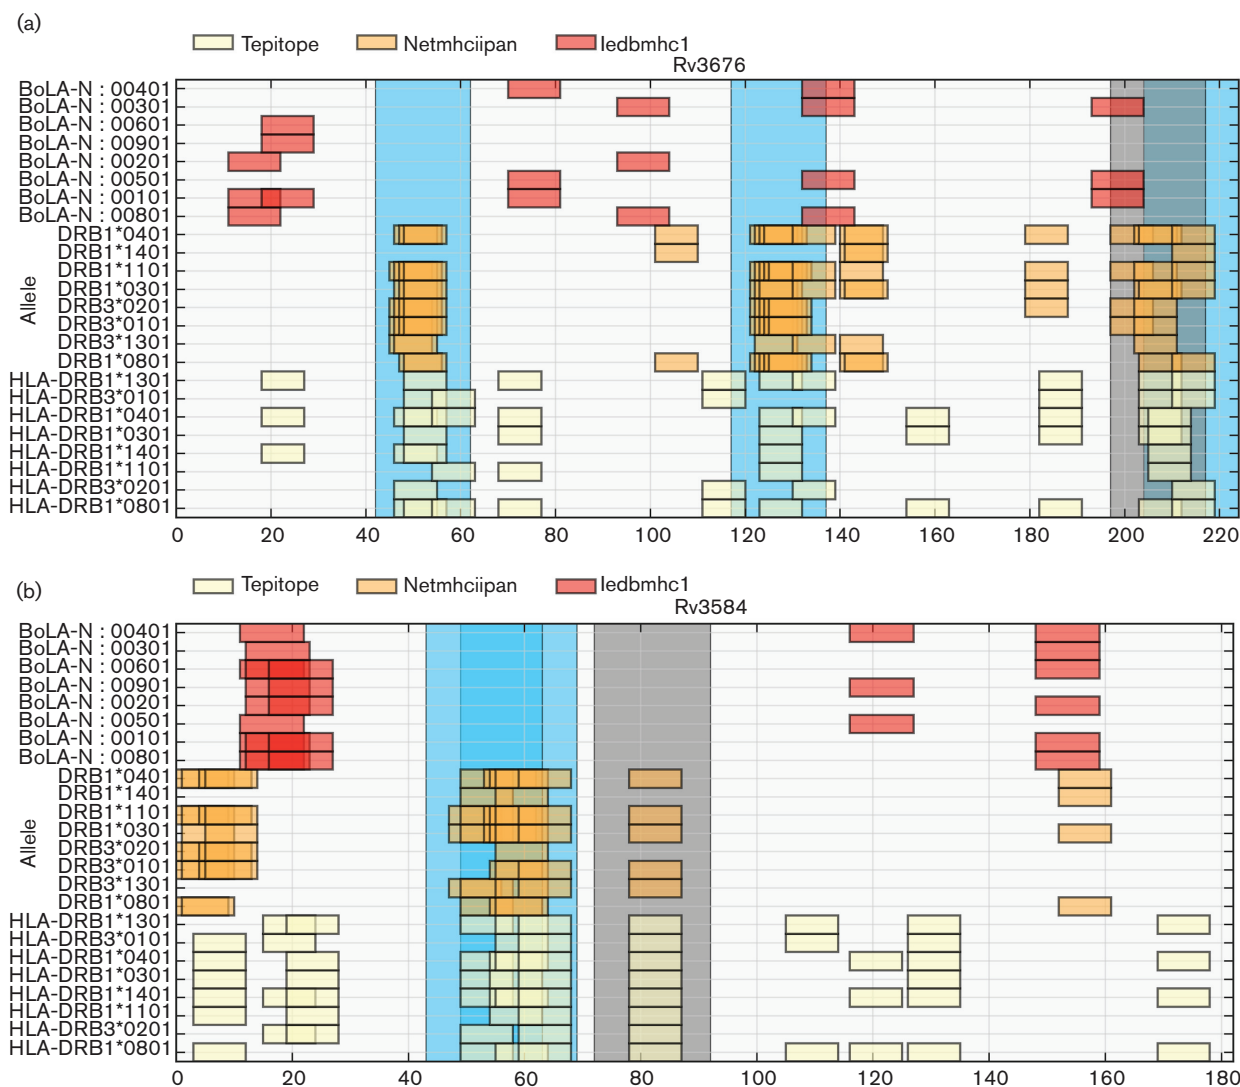 (a)
Tepitope Netmhciipan Iedbmhc1
Rv3676
BoLA-N : 00401
BoLA-N : 00301
BoLA-N : 00601
BoLA-N : 00901
BoLA-N : 00201
BoLA-N : 00501
BoLA-N : 00101
BoLA-N : 00801
DRB1*0401
DRB1*1401
DRB1*1101
DRB1*0301
DRB3*0201
DRB3*0101
DRB3*1301
DRB1*0801
HLA-DRB1*1301
HLA-DRB3*0101
HLA-DRB1*0401
HLA-DRB1*0301
HLA-DRB1*1401
HLA-DRB1*1101
HLA-DRB3*0201
HLA-DRB1*0801
Allele
0 20 40 60 80 100 120 140 160 180 200 220
(b)
Tepitope Netmhciipan Iedbmhc1
Rv3584
BoLA-N : 00401
BoLA-N : 00301
BoLA-N : 00601
BoLA-N : 00901
BoLA-N : 00201
BoLA-N : 00501
BoLA-N : 00101
BoLA-N : 00801
DRB1*0401
DRB1*1401
DRB1*1101
DRB1*0301
DRB3*0201
DRB3*0101
DRB3*1301
DRB1*0801
HLA-DRB1*1301
HLA-DRB3*0101
HLA-DRB1*0401
HLA-DRB1*0301
HLA-DRB1*1401
HLA-DRB1*1101
HLA-DRB3*0201
HLA-DRB1*0801
Allele
0 20 40 60 80 100 120 140 160 180